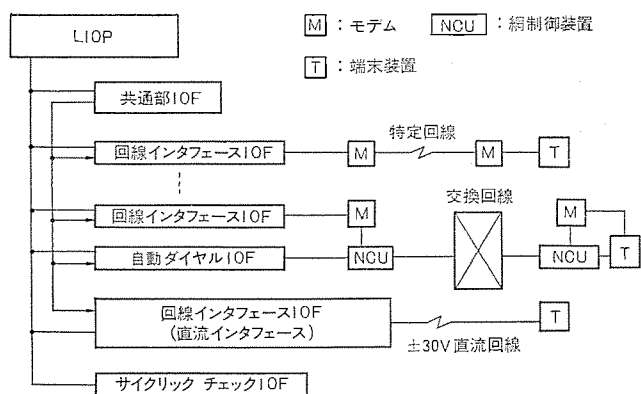 LIOP
M : モデム NCU : 網制御装置
T : 端末装置
共通部IOF
特定回線
回線インタフェースIOF M M T
交換回線
回線インタフェースIOF M M
自動ダイヤルIOF NCU NCU T
回線インタフェースIOF
(直流インタフェース) T
±30V直流回線
サイクリック チェックIOF